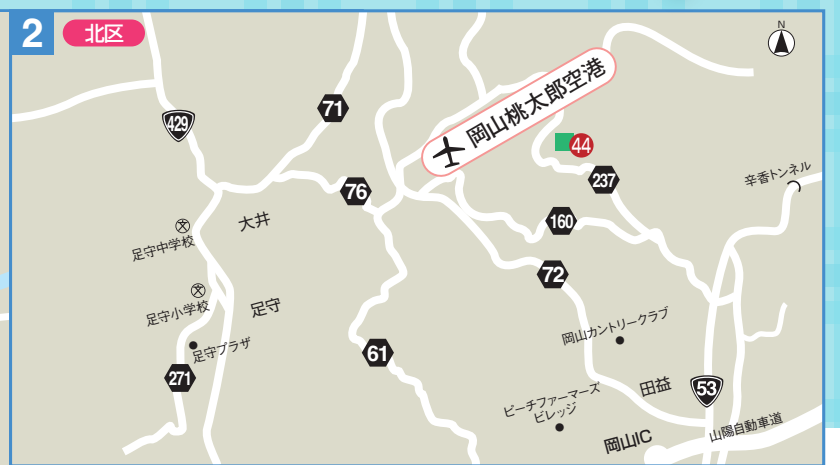 2
北区
N
岡山桃太郎空港
71
429
44
237
辛香トンネル
76
大井
160
足守中学校
72
足守小学校
足守
岡山カントリークラブ
足守プラザ
61
271
田益
53
ピーチファーマーズ
ビレッジ
岡山IC
山陽自動車道